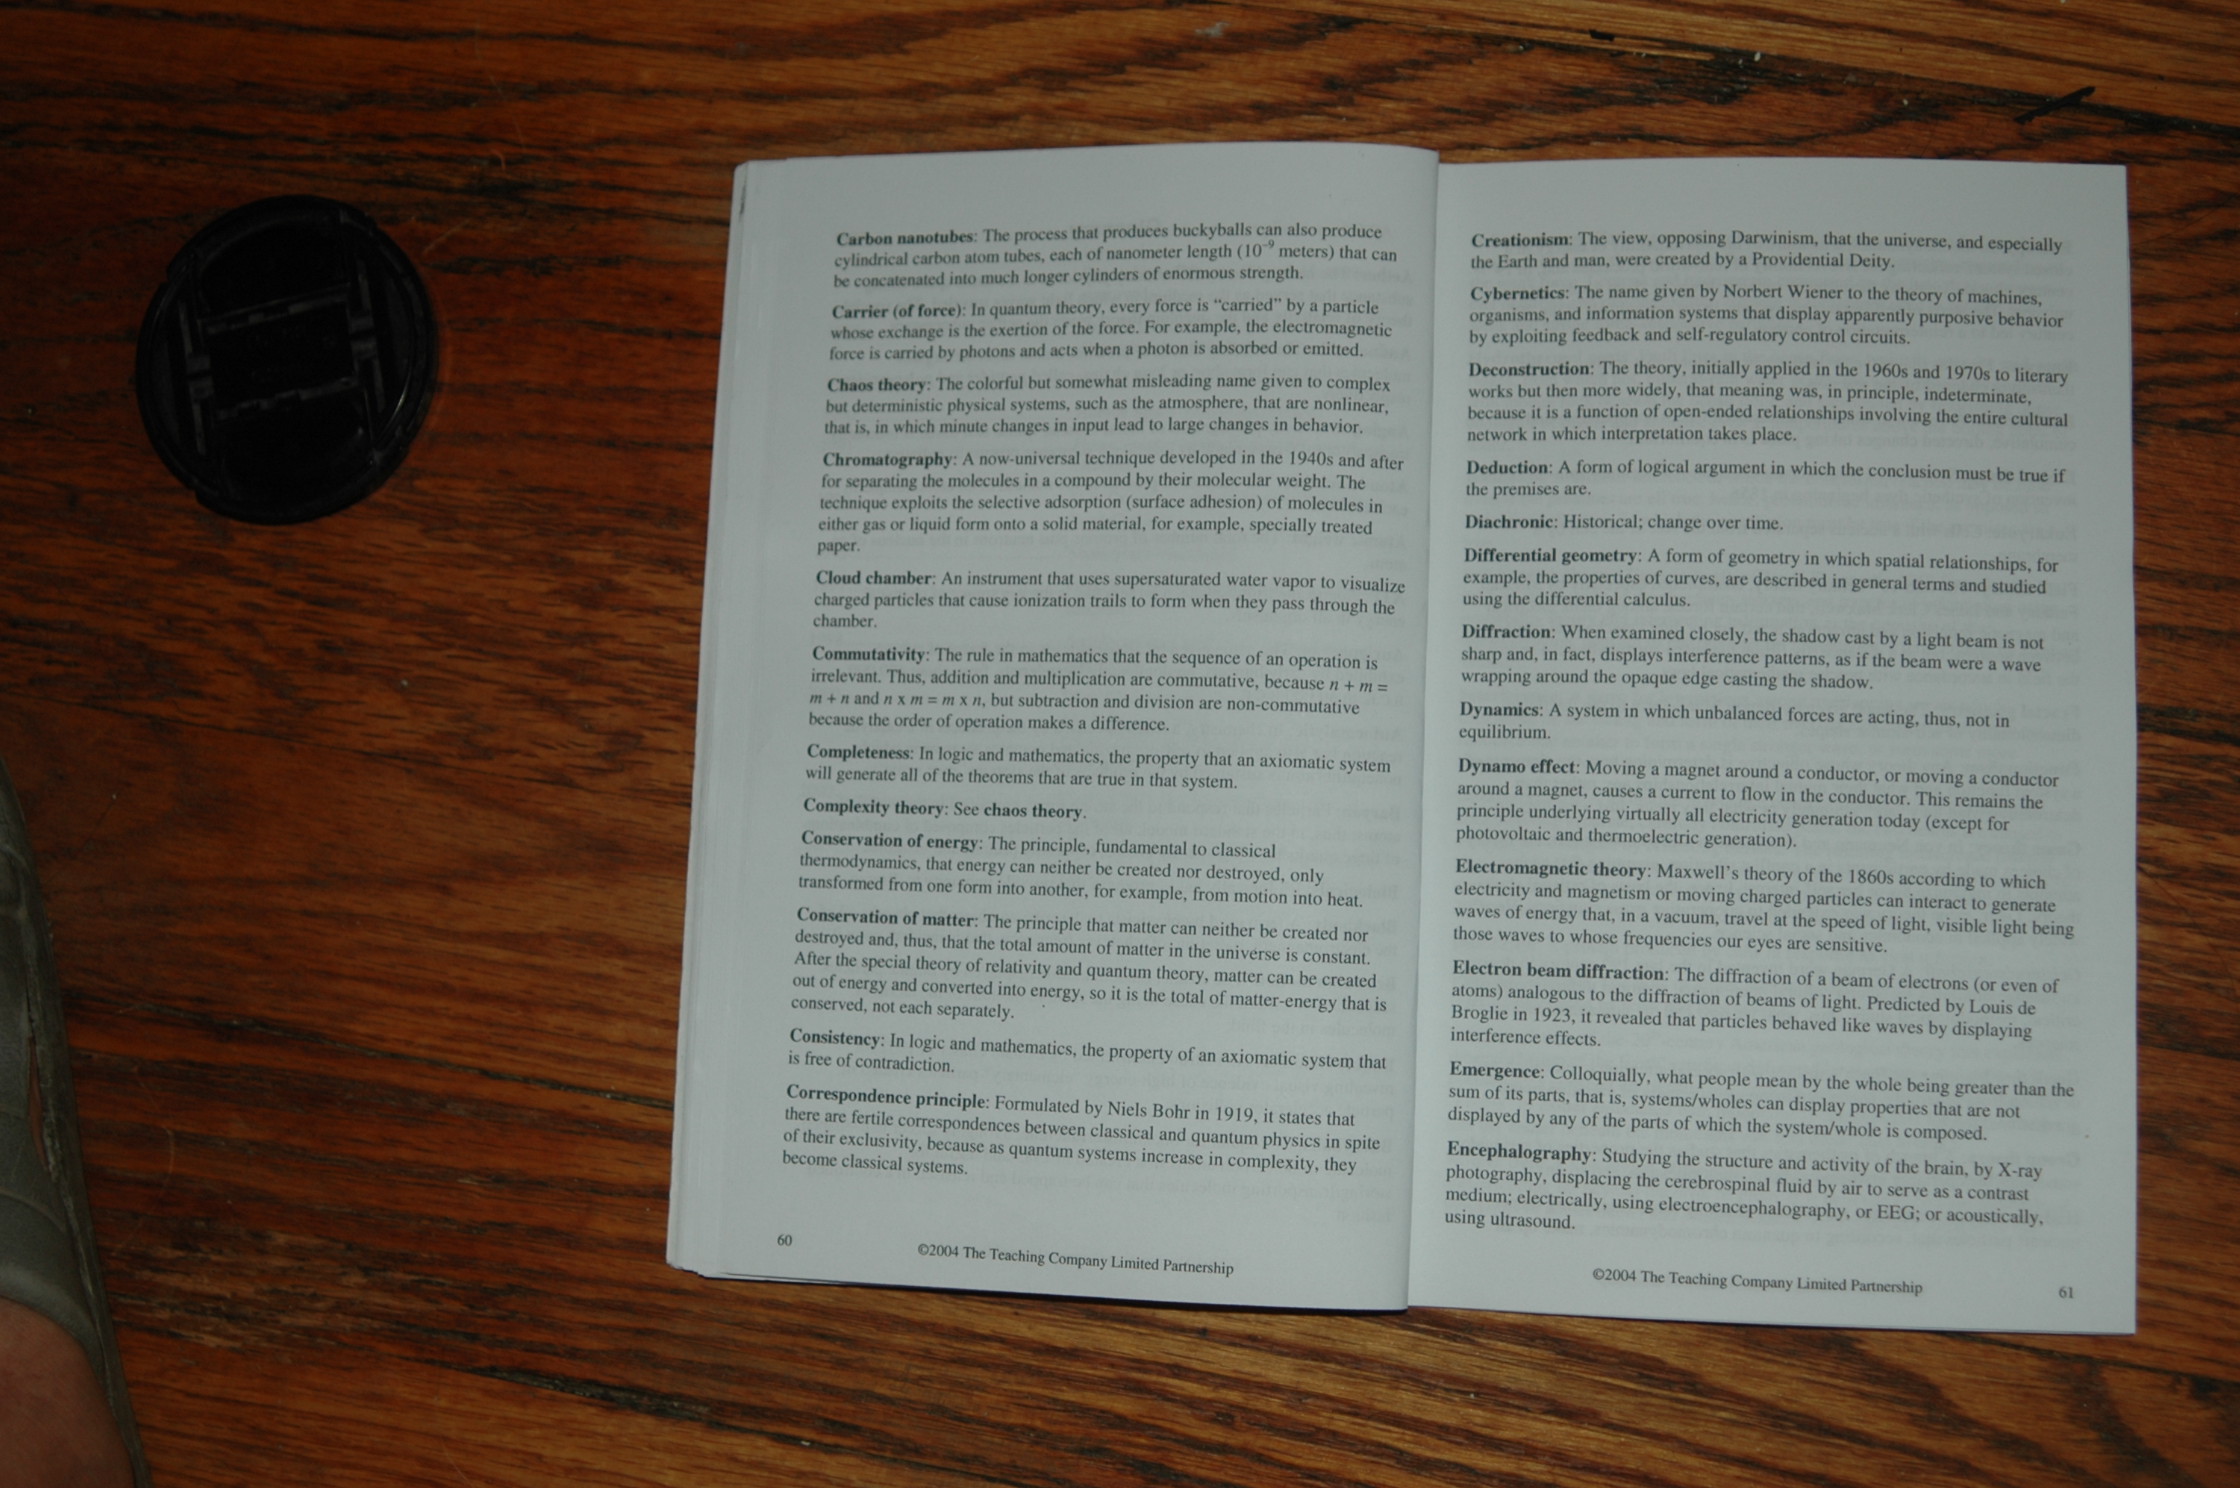 Carbon nanotubes: The process that produces buckyballs can also produce
cylindrical carbon atom tubes, each of nanometer length (10⁻⁹ meters) that can
be concatenated into much longer cylinders of enormous strength.
Carrier (of force): In quantum theory, every force is “carried” by a particle
whose exchange is the exertion of the force. For example, the electromagnetic
force is carried by photons and acts when a photon is absorbed or emitted.
Chaos theory: The colorful but somewhat misleading name given to complex
but deterministic physical systems, such as the atmosphere, that are nonlinear,
that is, in which minute changes in input lead to large changes in behavior.
Chromatography: A now-universal technique developed in the 1940s and after
for separating the molecules in a compound by their molecular weight. The
technique exploits the selective adsorption (surface adhesion) of molecules in
either gas or liquid form onto a solid material, for example, specially treated
paper.
Cloud chamber: An instrument that uses supersaturated water vapor to visualize
charged particles that cause ionization trails to form when they pass through the
chamber.
Commutativity: The rule in mathematics that the sequence of an operation is
irrelevant. Thus, addition and multiplication are commutative, because n + m =
m + n and n x m = m x n, but subtraction and division are non-commutative
because the order of operation makes a difference.
Completeness: In logic and mathematics, the property that an axiomatic system
will generate all of the theorems that are true in that system.
Complexity theory: See chaos theory.
Conservation of energy: The principle, fundamental to classical
thermodynamics, that energy can neither be created nor destroyed, only
transformed from one form into another, for example, from motion into heat.
Conservation of matter: The principle that matter can neither be created nor
destroyed and, thus, that the total amount of matter in the universe is constant.
After the special theory of relativity and quantum theory, matter can be created
out of energy and converted into energy, so it is the total of matter-energy that is
conserved, not each separately.
Consistency: In logic and mathematics, the property of an axiomatic system that
is free of contradiction.
Correspondence principle: Formulated by Niels Bohr in 1919, it states that
there are fertile correspondences between classical and quantum physics in spite
of their exclusivity, because as quantum systems increase in complexity, they
become classical systems.
60
©2004 The Teaching Company Limited Partnership
Creationism: The view, opposing Darwinism, that the universe, and especially
the Earth and man, were created by a Providential Deity.
Cybernetics: The name given by Norbert Wiener to the theory of machines,
organisms, and information systems that display apparently purposive behavior
by exploiting feedback and self-regulatory control circuits.
Deconstruction: The theory, initially applied in the 1960s and 1970s to literary
works but then more widely, that meaning was, in principle, indeterminate,
because it is a function of open-ended relationships involving the entire cultural
network in which interpretation takes place.
Deduction: A form of logical argument in which the conclusion must be true if
the premises are.
Diachronic: Historical; change over time.
Differential geometry: A form of geometry in which spatial relationships, for
example, the properties of curves, are described in general terms and studied
using the differential calculus.
Diffraction: When examined closely, the shadow cast by a light beam is not
sharp and, in fact, displays interference patterns, as if the beam were a wave
wrapping around the opaque edge casting the shadow.
Dynamics: A system in which unbalanced forces are acting, thus, not in
equilibrium.
Dynamo effect: Moving a magnet around a conductor, or moving a conductor
around a magnet, causes a current to flow in the conductor. This remains the
principle underlying virtually all electricity generation today (except for
photovoltaic and thermoelectric generation).
Electromagnetic theory: Maxwell’s theory of the 1860s according to which
electricity and magnetism or moving charged particles can interact to generate
waves of energy that, in a vacuum, travel at the speed of light, visible light being
those waves to whose frequencies our eyes are sensitive.
Electron beam diffraction: The diffraction of a beam of electrons (or even of
atoms) analogous to the diffraction of beams of light. Predicted by Louis de
Broglie in 1923, it revealed that particles behaved like waves by displaying
interference effects.
Emergence: Colloquially, what people mean by the whole being greater than the
sum of its parts, that is, systems/wholes can display properties that are not
displayed by any of the parts of which the system/whole is composed.
Encephalography: Studying the structure and activity of the brain, by X-ray
photography, displacing the cerebrospinal fluid by air to serve as a contrast
medium; electrically, using electroencephalography, or EEG; or acoustically,
using ultrasound.
©2004 The Teaching Company Limited Partnership
61